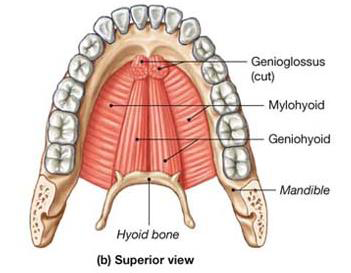 Genioglossus
(cut)
Mylohyoid
Geniohyoid
Mandible
Hyoid bone
(b) Superior view